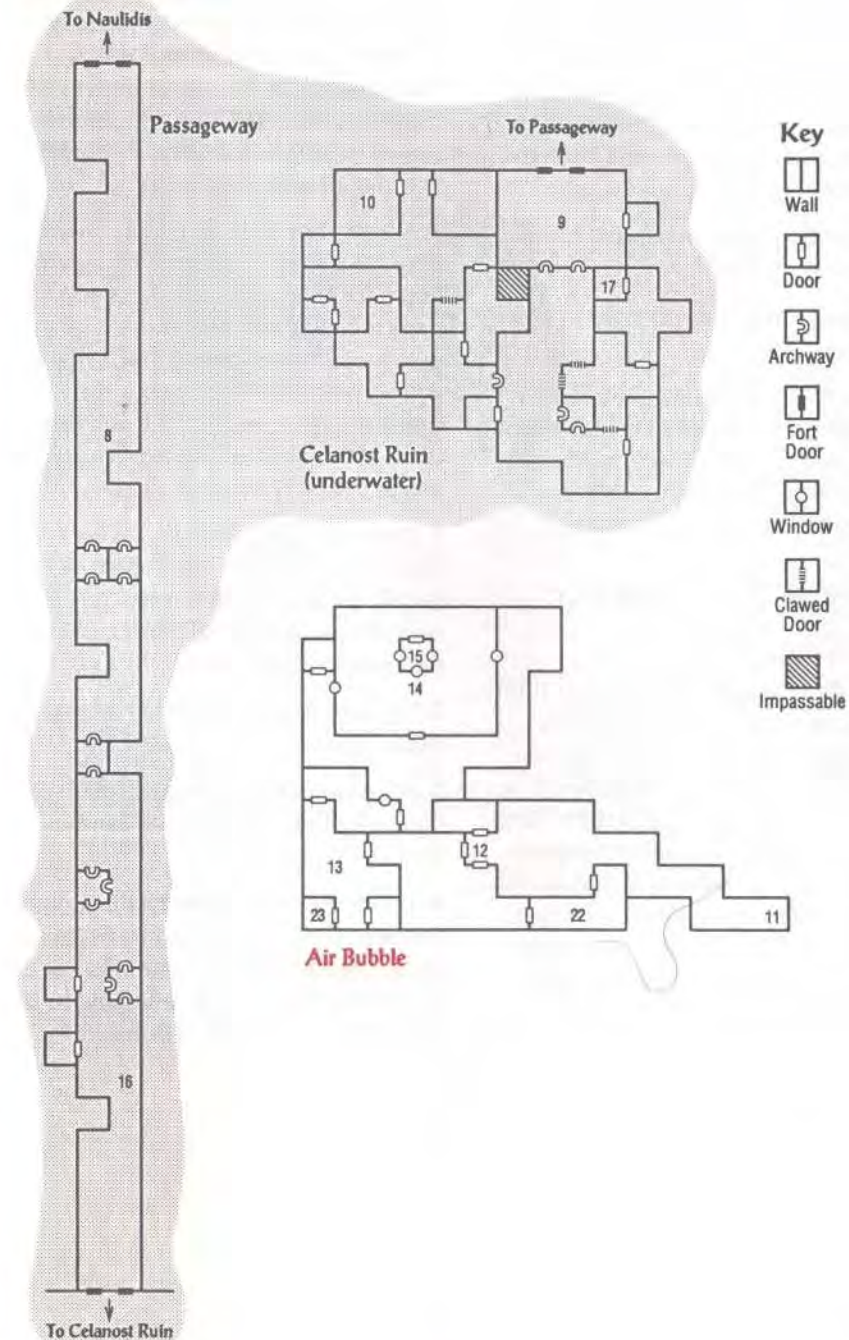 To Naulidis
Passageway
8
16
To Celanost Ruin
To Passageway
10
9
17
Celanost Ruin
(underwater)
15
14
12
13
23
22
11
Air Bubble
Key
Wall
Door
Archway
Fort
Door
Window
Clawed
Door
Impassable